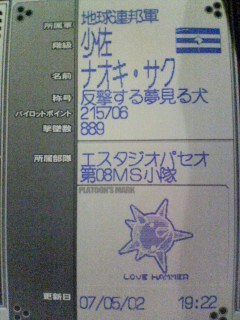 所属軍 地球連邦軍
階級 少佐
名前 ナオキ・サク
称号 反撃する夢見る犬
パイロットポイント 215706
撃墜数 889
所属部隊 エスタジオパセオ
第08MS小隊
PLATOON'S MARK
LOVE HAMMER
更新日 07/05/02 19:22